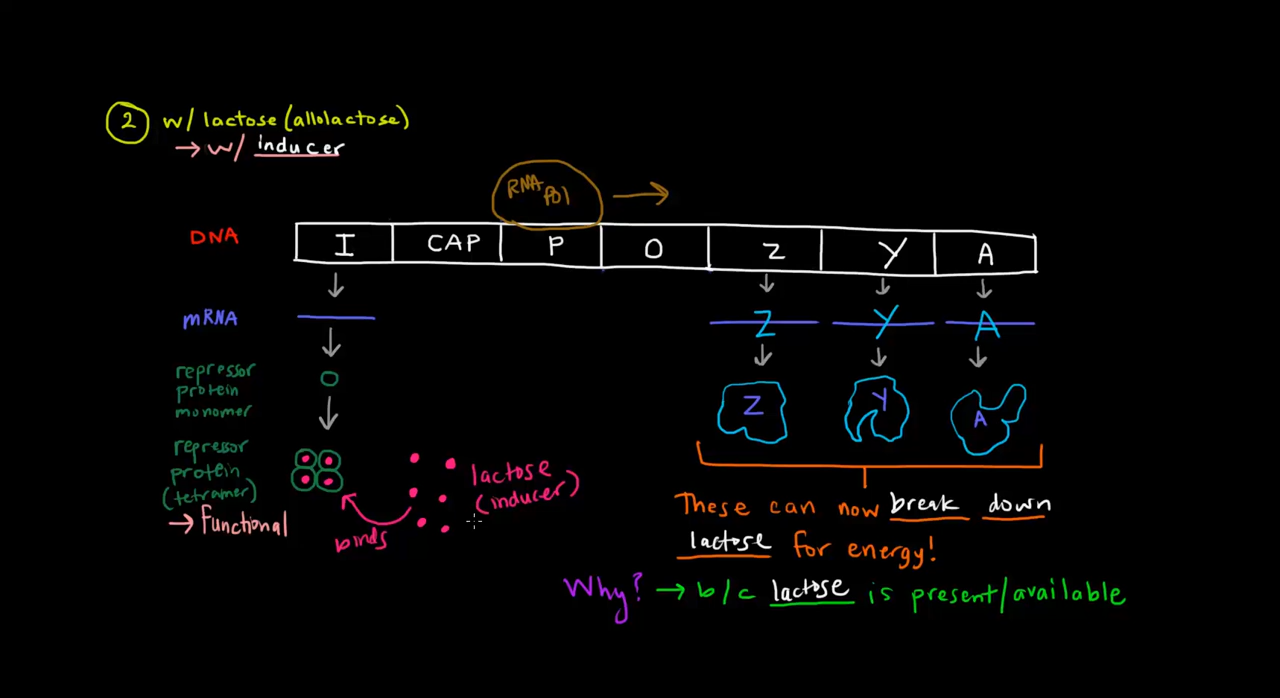 2 w/ lactose (allolactose)
→ w/ inducer
RNA Pol →
DNA I CAP P O Z Y A
mRNA Z Y A
repressor
protein
monomer
Z Y A
repressor
protein
(tetramer)
→ Functional
lactose
(inducer)
binds
These can now break down
lactose for energy!
Why? → b/c lactose is present/available